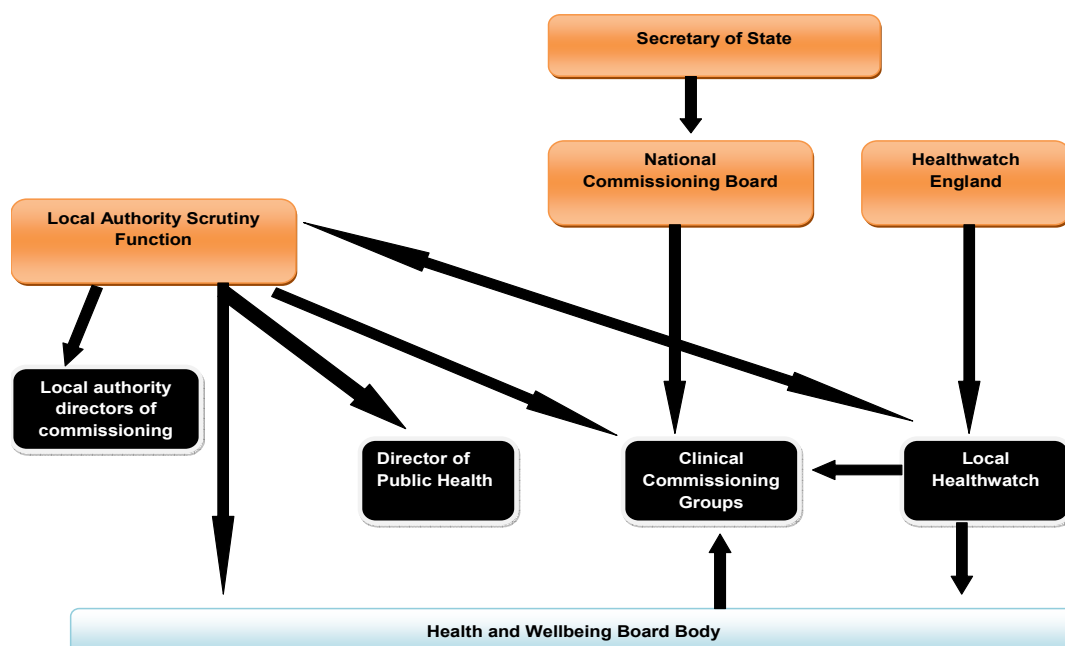 Secretary of State
National
Commissioning Board
Healthwatch
England
Local Authority Scrutiny
Function
Local authority
directors of
commissioning
Director of
Public Health
Clinical
Commissioning
Groups
Local
Healthwatch
Health and Wellbeing Board Body